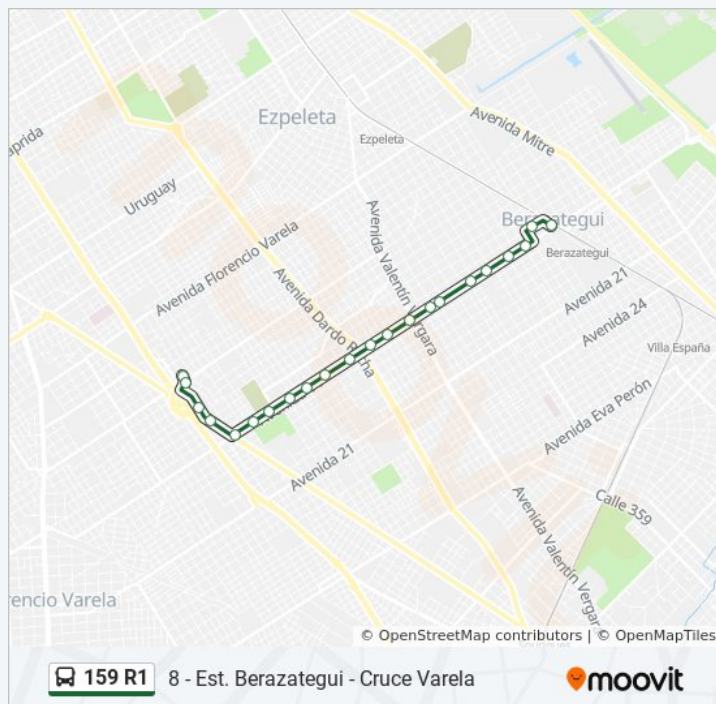 Ezpeleta
Avenida Mitre
Ezpeleta
aprida
Uruguay
Berazategui
Avenida Florencio Varela
Avenida Valentín Vergara
Berazategui
Avenida 21
Avenida Dardo Rocha
Avenida 24
Villa España
Avenida Eva Perón
Avenida 21
Calle 359
Avenida Valentín Vergara
rencio Varela
© OpenStreetMap contributors | © OpenMapTiles
159 R1
8 - Est. Berazategui - Cruce Varela
moovit